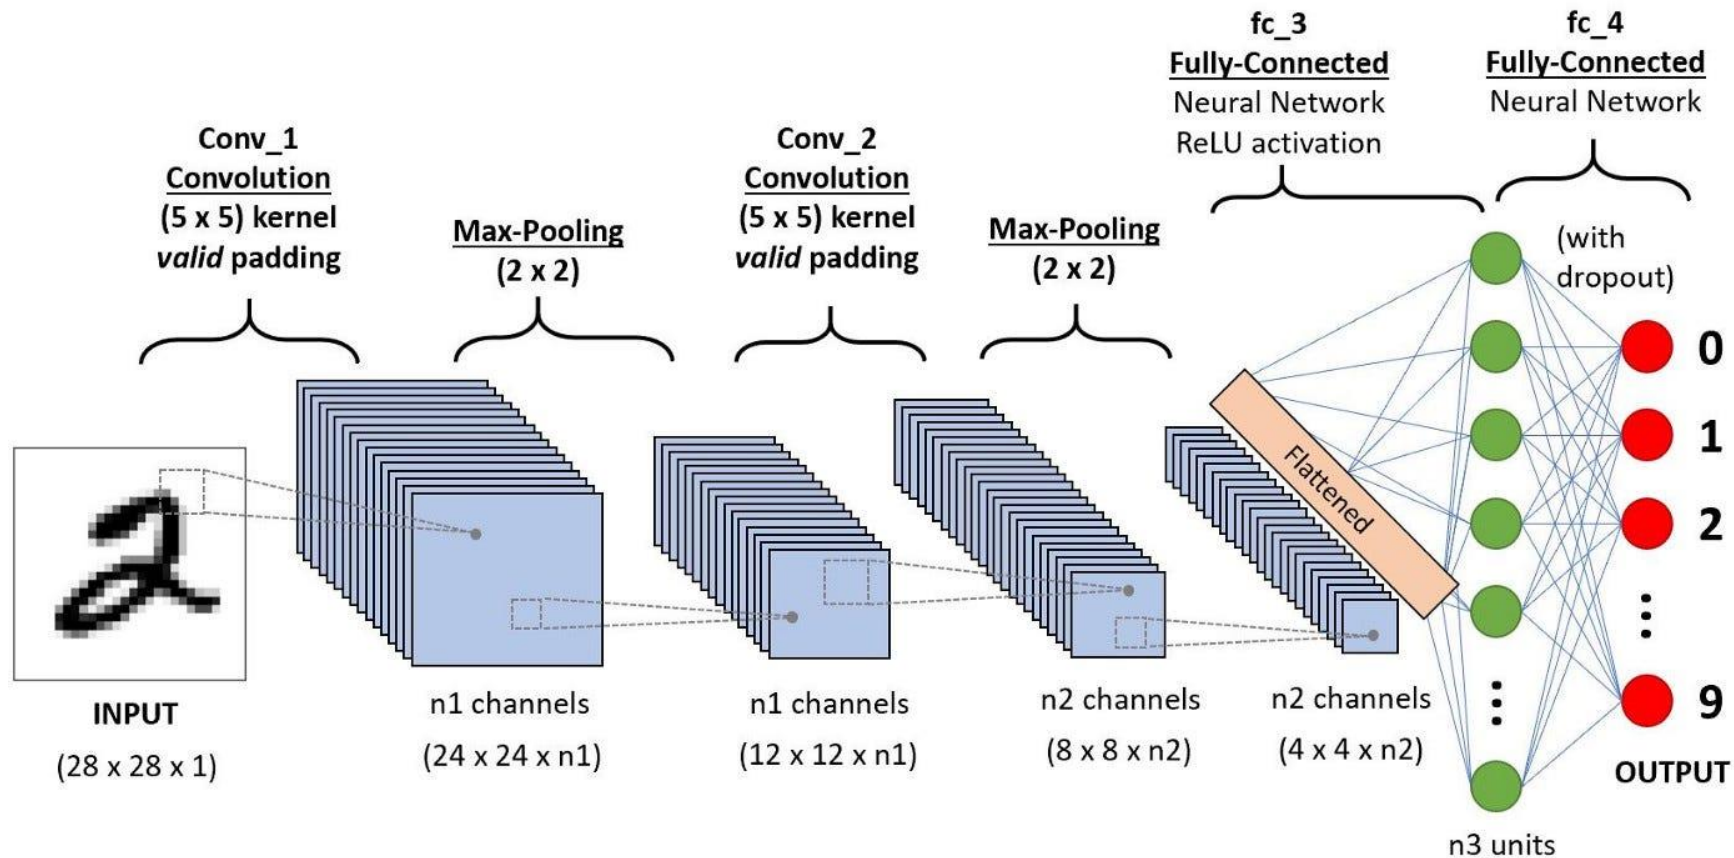 Conv_1
Convolution
(5 x 5) kernel
valid padding
Max-Pooling
(2 x 2)
Conv_2
Convolution
(5 x 5) kernel
valid padding
Max-Pooling
(2 x 2)
fc_3
Fully-Connected
Neural Network
ReLU activation
fc_4
Fully-Connected
Neural Network
(with
dropout)
2
INPUT
(28 x 28 x 1)
n1 channels
(24 x 24 x n1)
n1 channels
(12 x 12 x n1)
n2 channels
(8 x 8 x n2)
n2 channels
(4 x 4 x n2)
Flattened
n3 units
0
1
2
9
OUTPUT